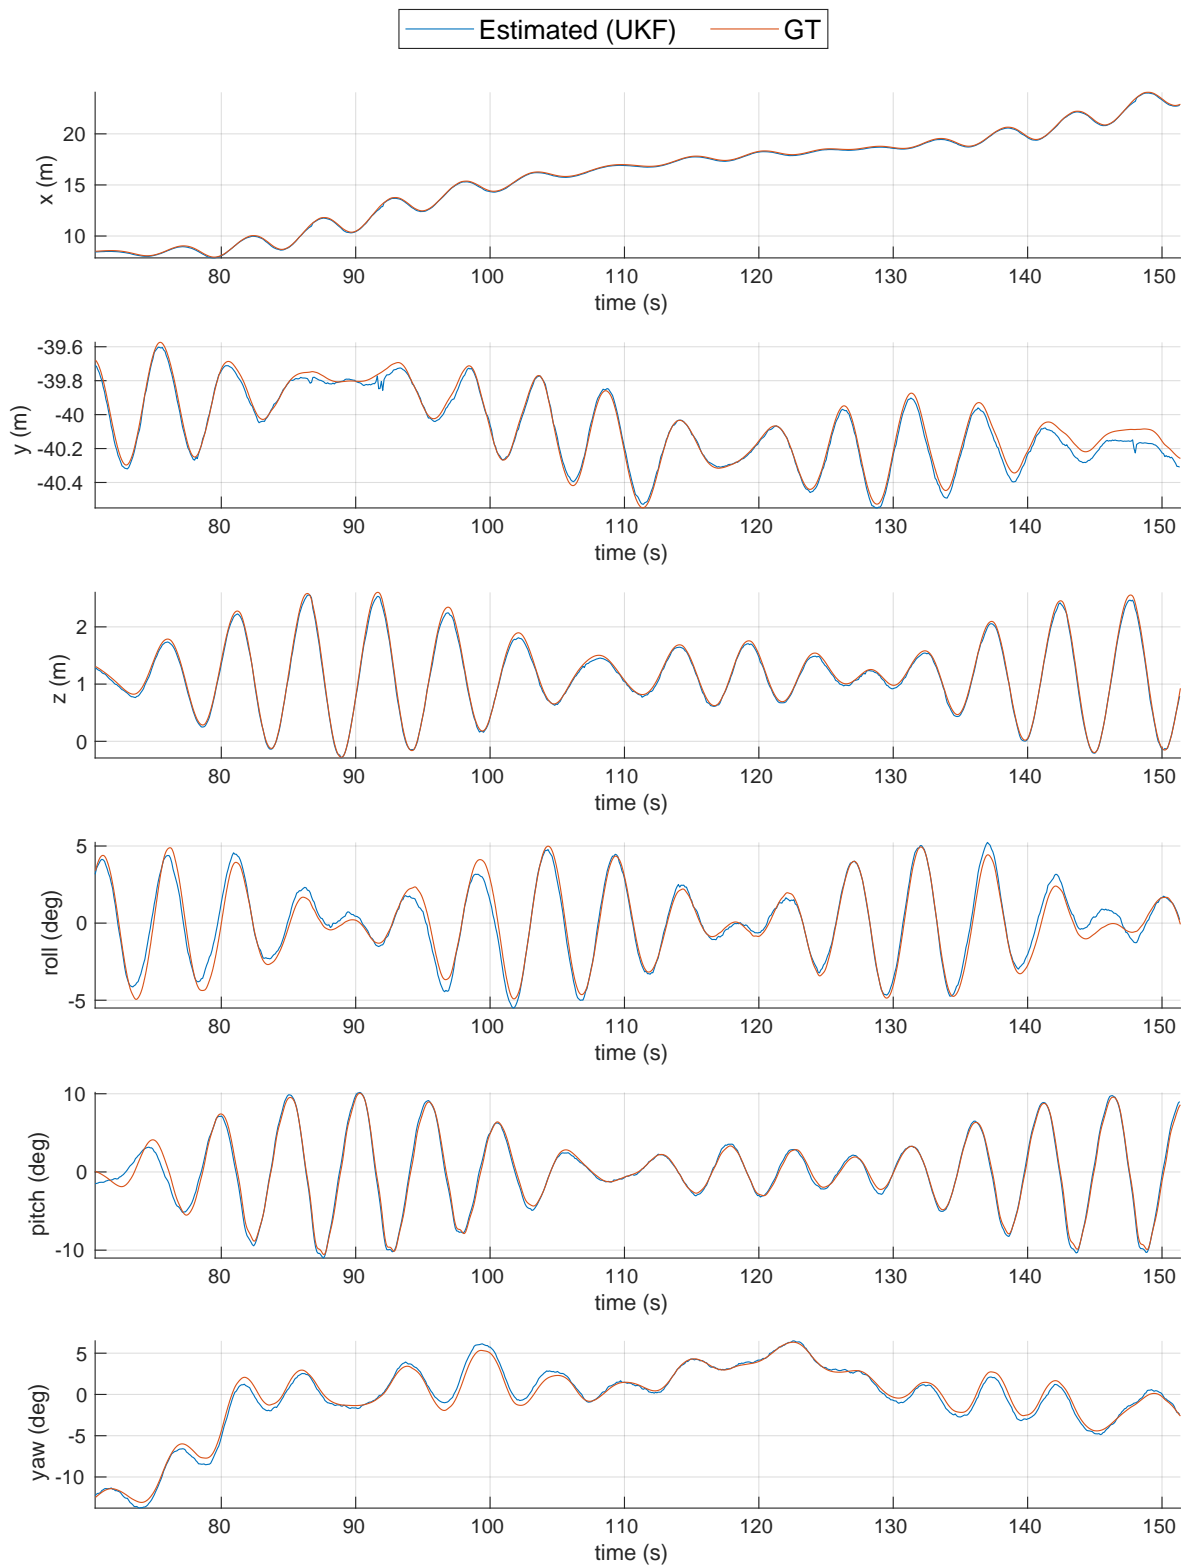 Estimated (UKF) GT
20
15
10
x (m)
80 90 100 110 120 130 140 150
time (s)
-39.6
-39.8
-40
-40.2
-40.4
y (m)
80 90 100 110 120 130 140 150
time (s)
2
1
0
z (m)
80 90 100 110 120 130 140 150
time (s)
5
0
-5
roll (deg)
80 90 100 110 120 130 140 150
time (s)
10
0
-10
pitch (deg)
80 90 100 110 120 130 140 150
time (s)
5
0
-5
-10
yaw (deg)
80 90 100 110 120 130 140 150
time (s)